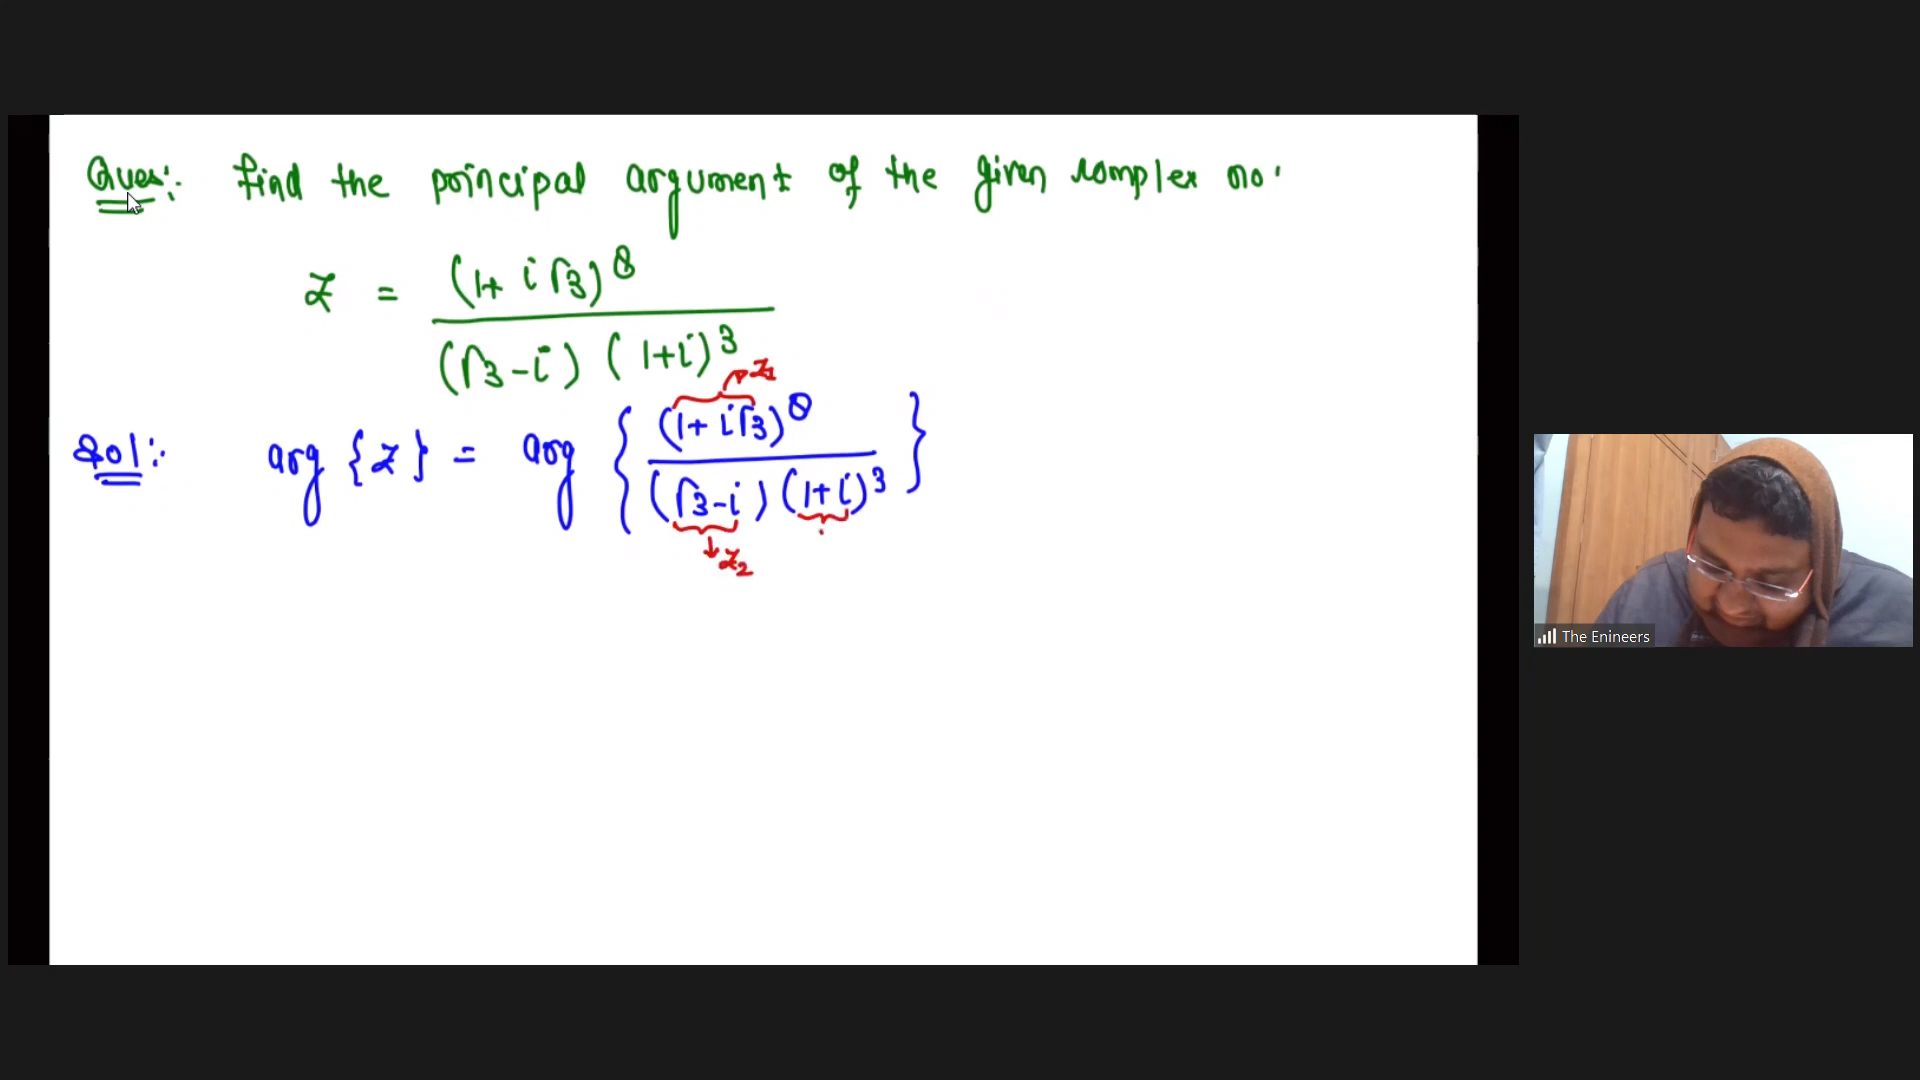 Ques:. find the principal argument of the given complex no.
z = (1+ i√3)^8 / (√3-i) (1+i)^3
z1
Sol:. arg {z} = arg { (1+ i√3)^8 / (√3-i) (1+i)^3 }
z2
The Enineers